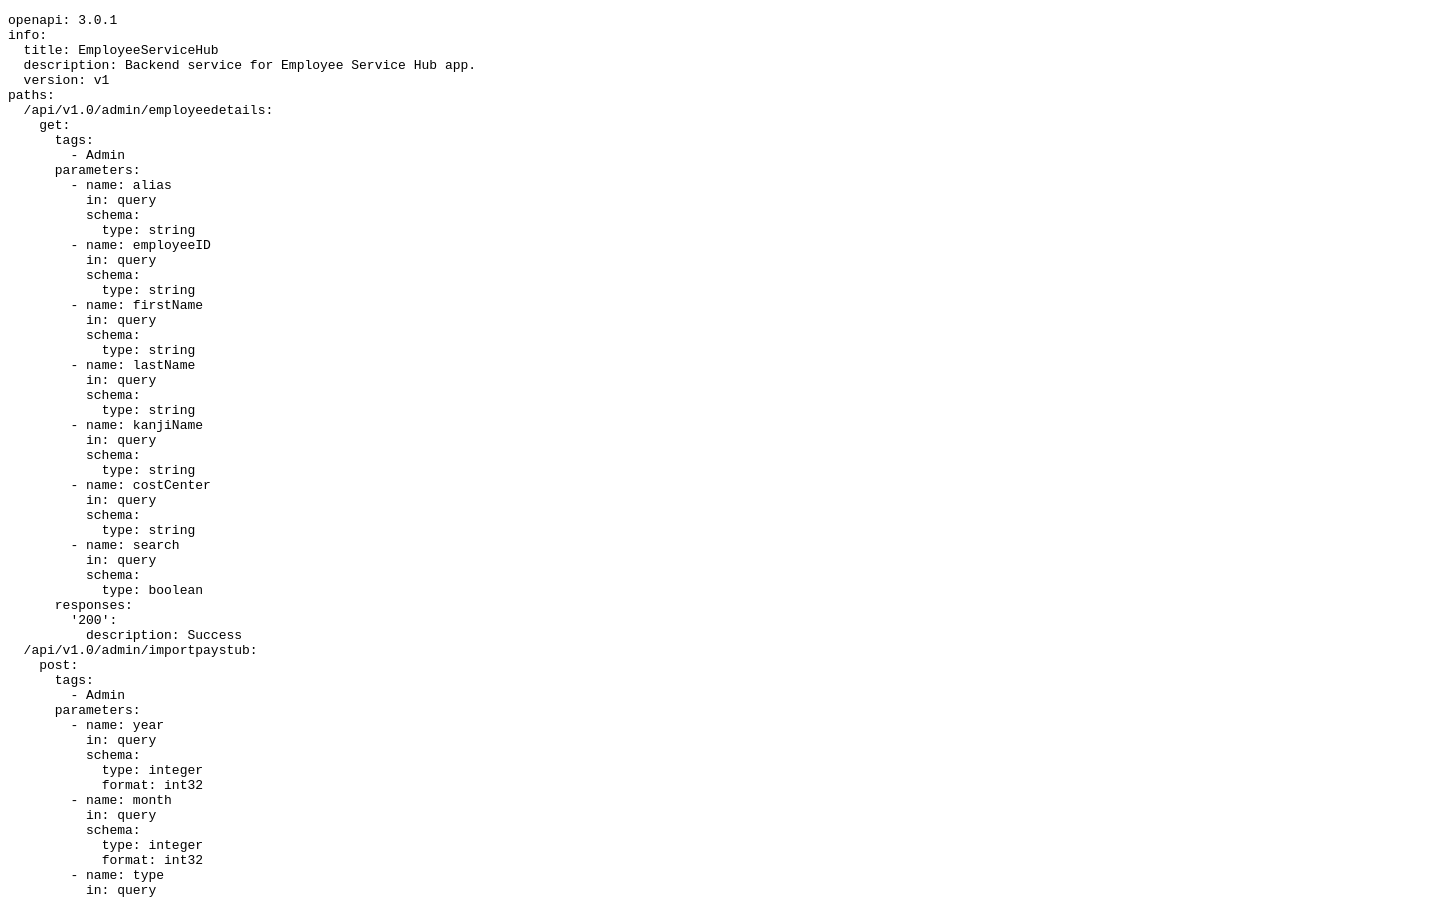 openapi: 3.0.1
info:
  title: EmployeeServiceHub
  description: Backend service for Employee Service Hub app.
  version: v1
paths:
  /api/v1.0/admin/employeedetails:
    get:
      tags:
        - Admin
      parameters:
        - name: alias
          in: query
          schema:
            type: string
        - name: employeeID
          in: query
          schema:
            type: string
        - name: firstName
          in: query
          schema:
            type: string
        - name: lastName
          in: query
          schema:
            type: string
        - name: kanjiName
          in: query
          schema:
            type: string
        - name: costCenter
          in: query
          schema:
            type: string
        - name: search
          in: query
          schema:
            type: boolean
      responses:
        '200':
          description: Success
  /api/v1.0/admin/importpaystub:
    post:
      tags:
        - Admin
      parameters:
        - name: year
          in: query
          schema:
            type: integer
            format: int32
        - name: month
          in: query
          schema:
            type: integer
            format: int32
        - name: type
          in: query